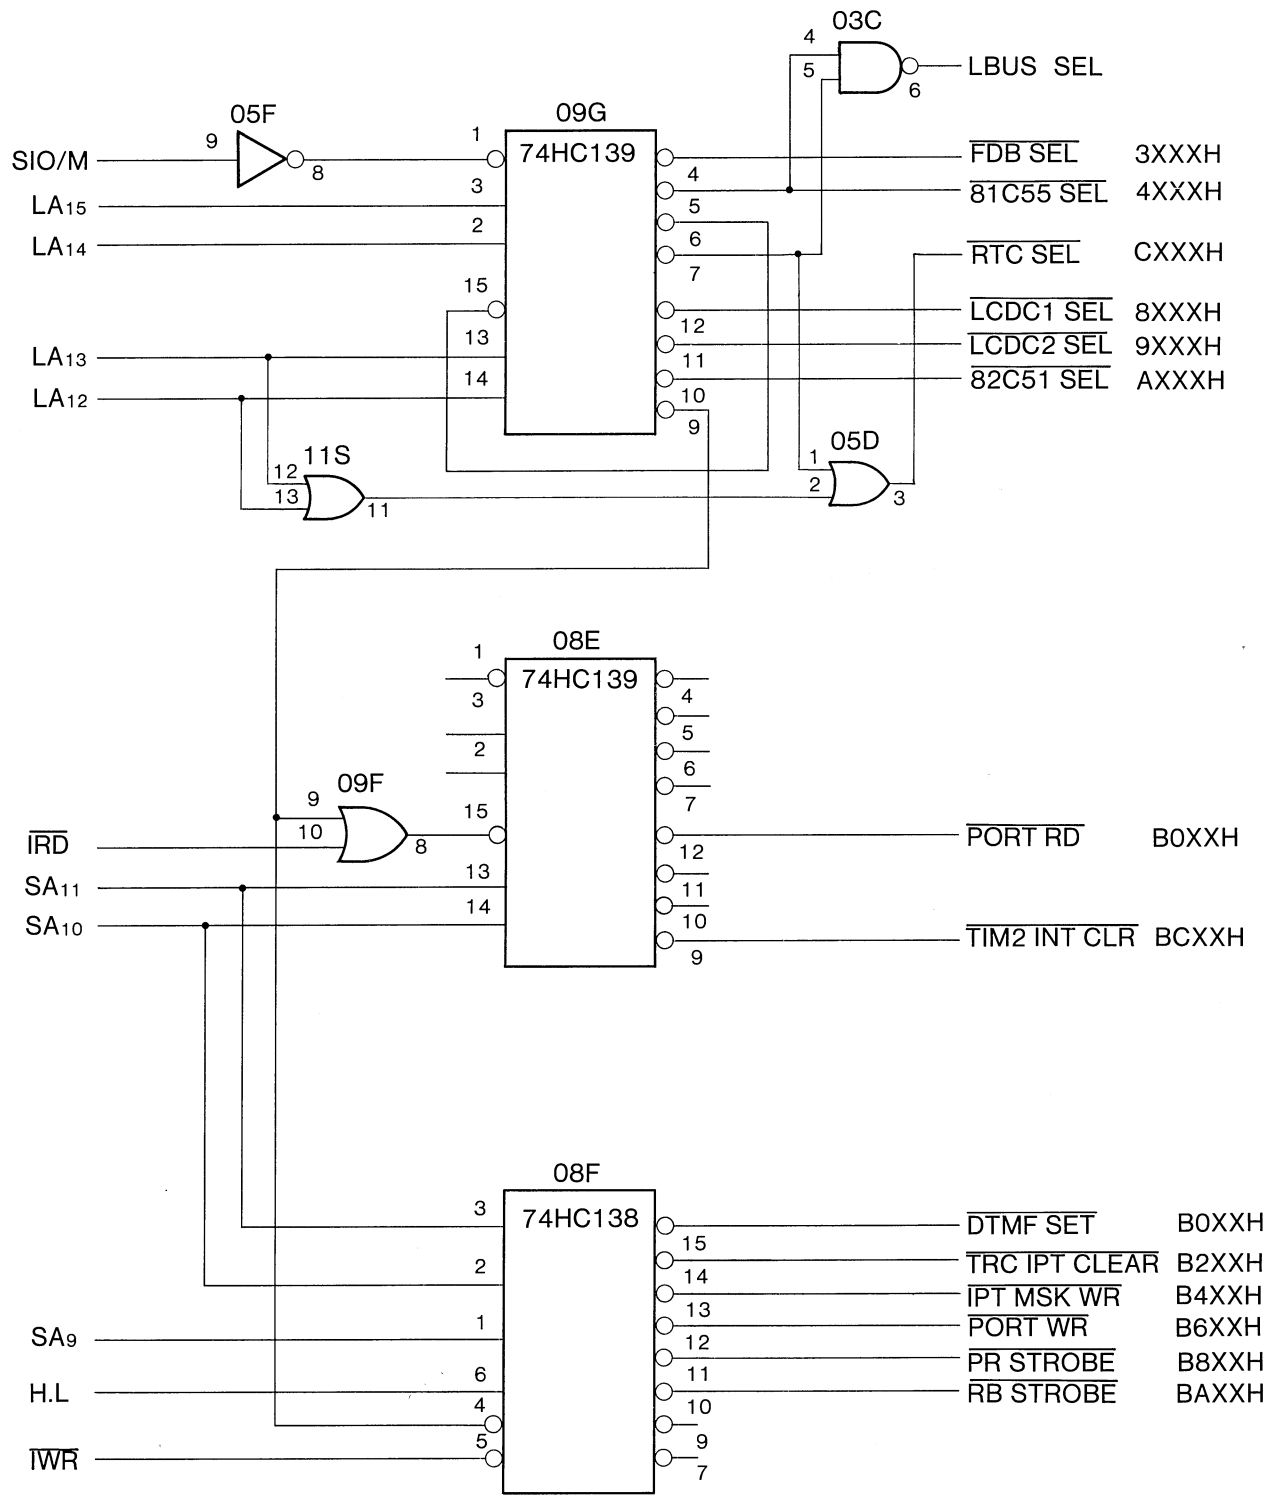 03C
4
5
6
LBUS SEL
05F
9
8
SIO/M
LA15
LA14
LA13
LA12
09G
74HC139
1
3
2
15
13
14
4
5
6
7
12
11
10
9
FDB SEL 3XXXH
81C55 SEL 4XXXH
RTC SEL CXXXH
LCDC1 SEL 8XXXH
LCDC2 SEL 9XXXH
82C51 SEL AXXXH
11S
12
13
11
05D
1
2
3
08E
74HC139
1
3
2
15
13
14
4
5
6
7
12
11
10
9
09F
9
10
8
IRD
SA11
SA10
PORT RD B0XXH
TIM2 INT CLR BCXXH
08F
74HC138
3
2
1
6
4
5
15
14
13
12
11
10
9
7
SA9
H.L
IWR
DTMF SET B0XXH
TRC IPT CLEAR B2XXH
IPT MSK WR B4XXH
PORT WR B6XXH
PR STROBE B8XXH
RB STROBE BAXXH